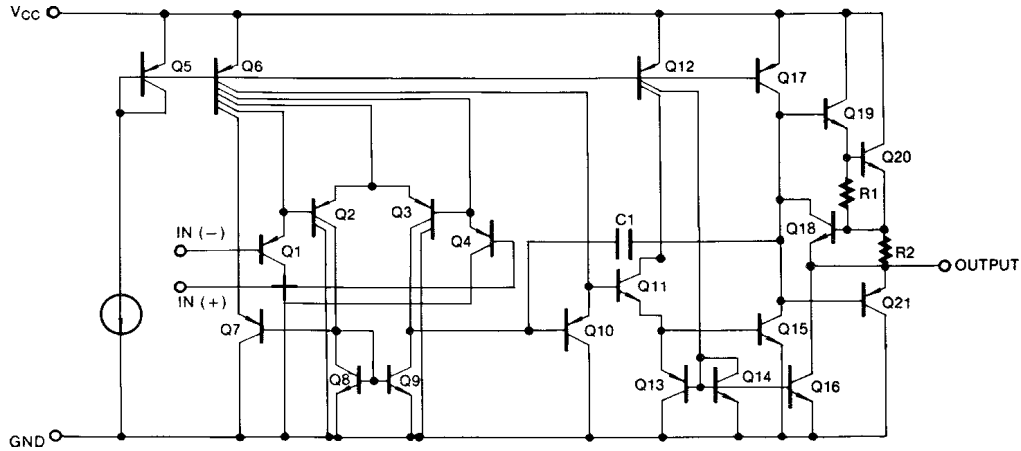 VCC
Q5
Q6
Q12
Q17
Q19
Q20
R1
Q2
Q3
Q4
C1
Q18
IN (-)
Q1
R2
OUTPUT
IN (+)
Q11
Q21
Q7
Q10
Q15
Q8
Q9
Q13
Q14
Q16
GND